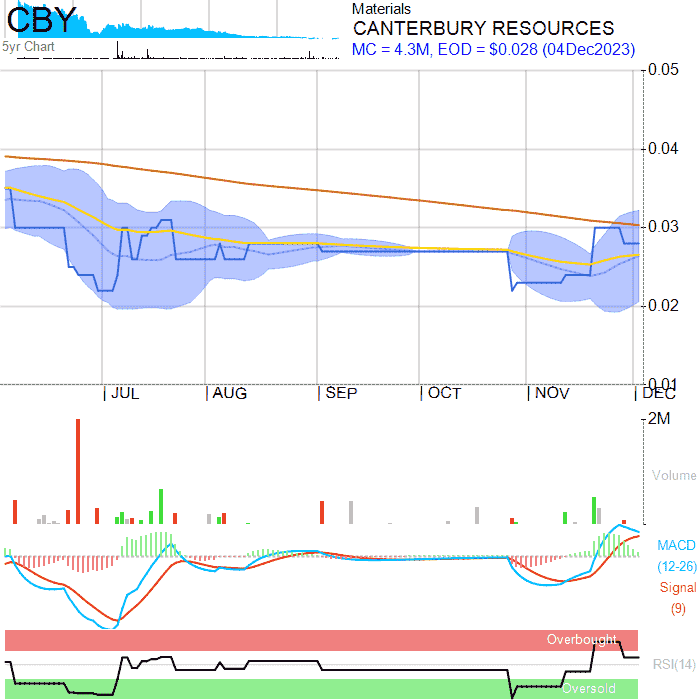 CBY
Materials
CANTERBURY RESOURCES
5yr Chart
MC = 4.3M, EOD = $0.028 (04Dec2023)
0.05
0.04
0.03
0.02
0.01
JUL AUG SEP OCT NOV DEC
2M
Volume
MACD
(12-26)
Signal
(9)
Overbought
RSI(14)
Oversold